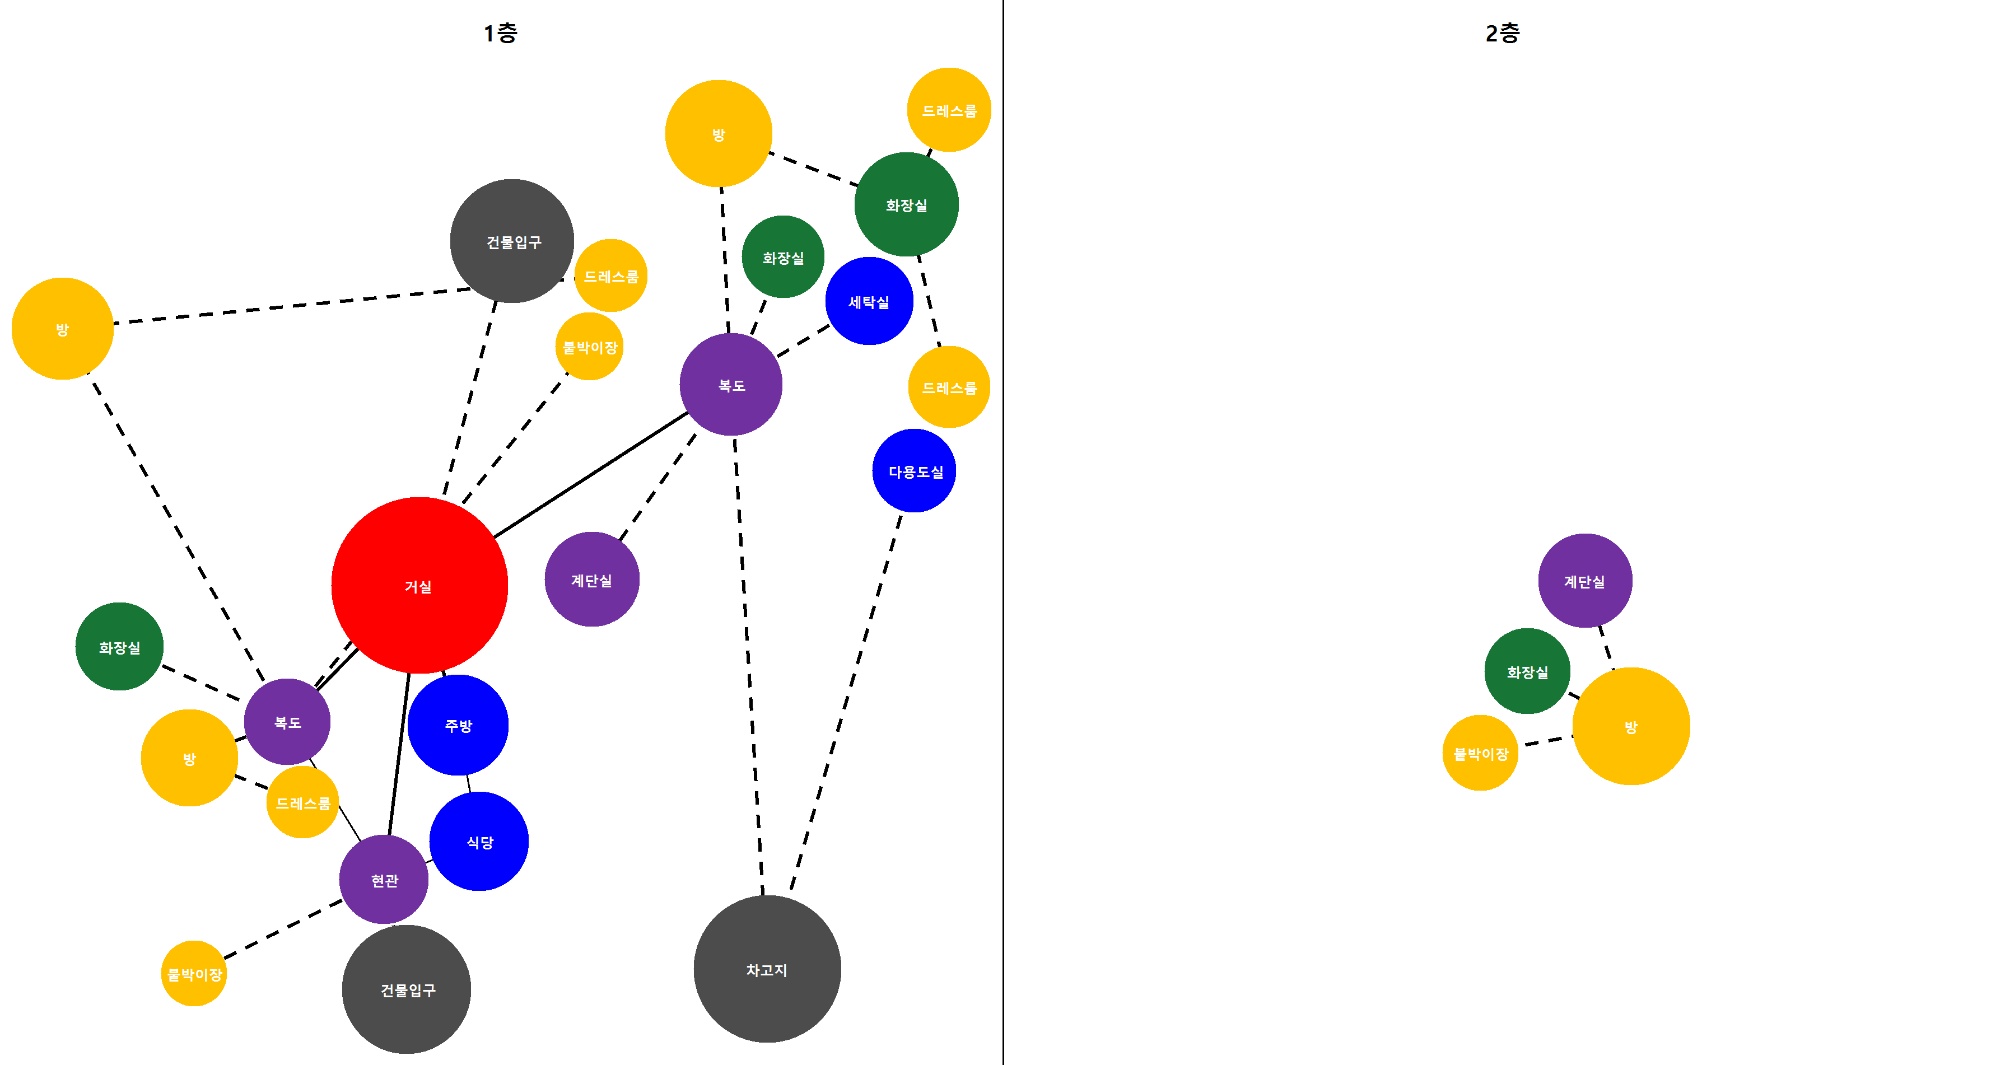 1층
2층
드레스룸
방
화장실
건물입구
화장실
드레스룸
세탁실
방
붙박이장
복도
드레스룸
다용도실
거실
계단실
계단실
화장실
화장실
복도
주방
방
방
붙박이장
드레스룸
식당
현관
붙박이장
차고지
건물입구